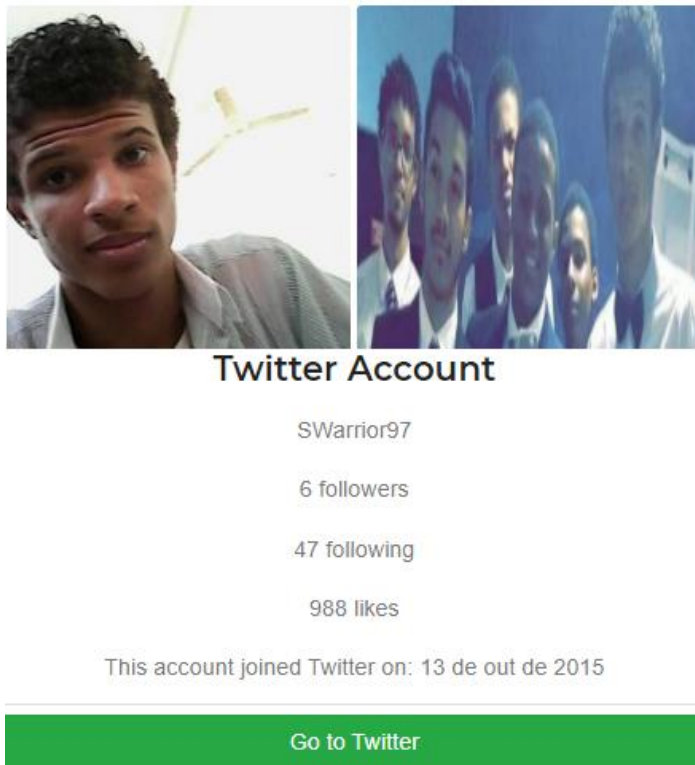 Twitter Account
SWarrior97
6 followers
47 following
988 likes
This account joined Twitter on: 13 de out de 2015
Go to Twitter